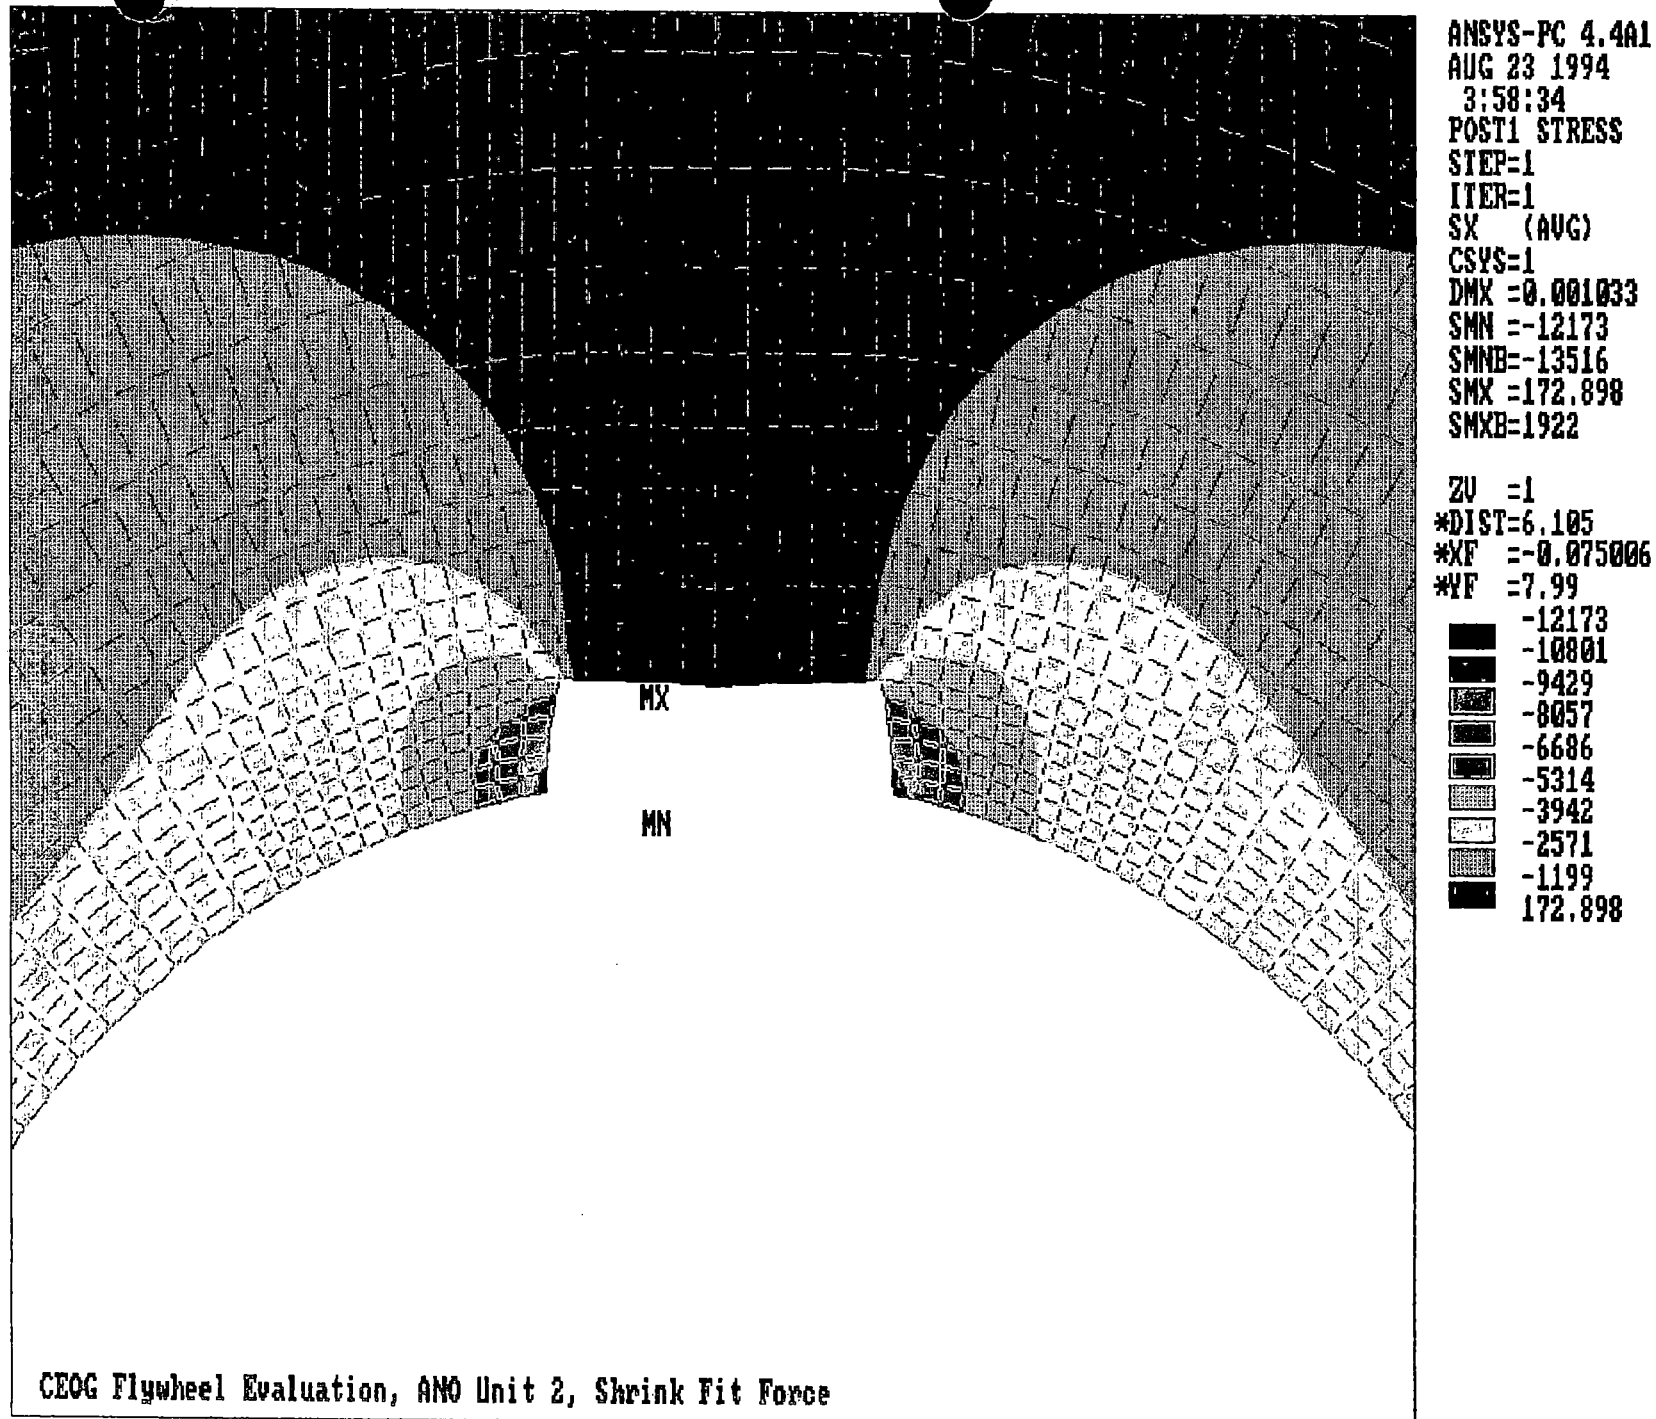 ANSYS-PC 4.4A1
AUG 23 1994
3:58:34
POST1 STRESS
STEP=1
ITER=1
SX (AVG)
CSYS=1
DMX =0.001033
SMN =-12173
SMNB=-13516
SMX =172.898
SMXB=1922
ZV =1
*DIST=6.105
*XF =-0.075006
*YF =7.99
-12173
-10801
-9429
-8057
-6686
-5314
-3942
-2571
-1199
172.898
MX
MN
CEOG Flywheel Evaluation, ANO Unit 2, Shrink Fit Force